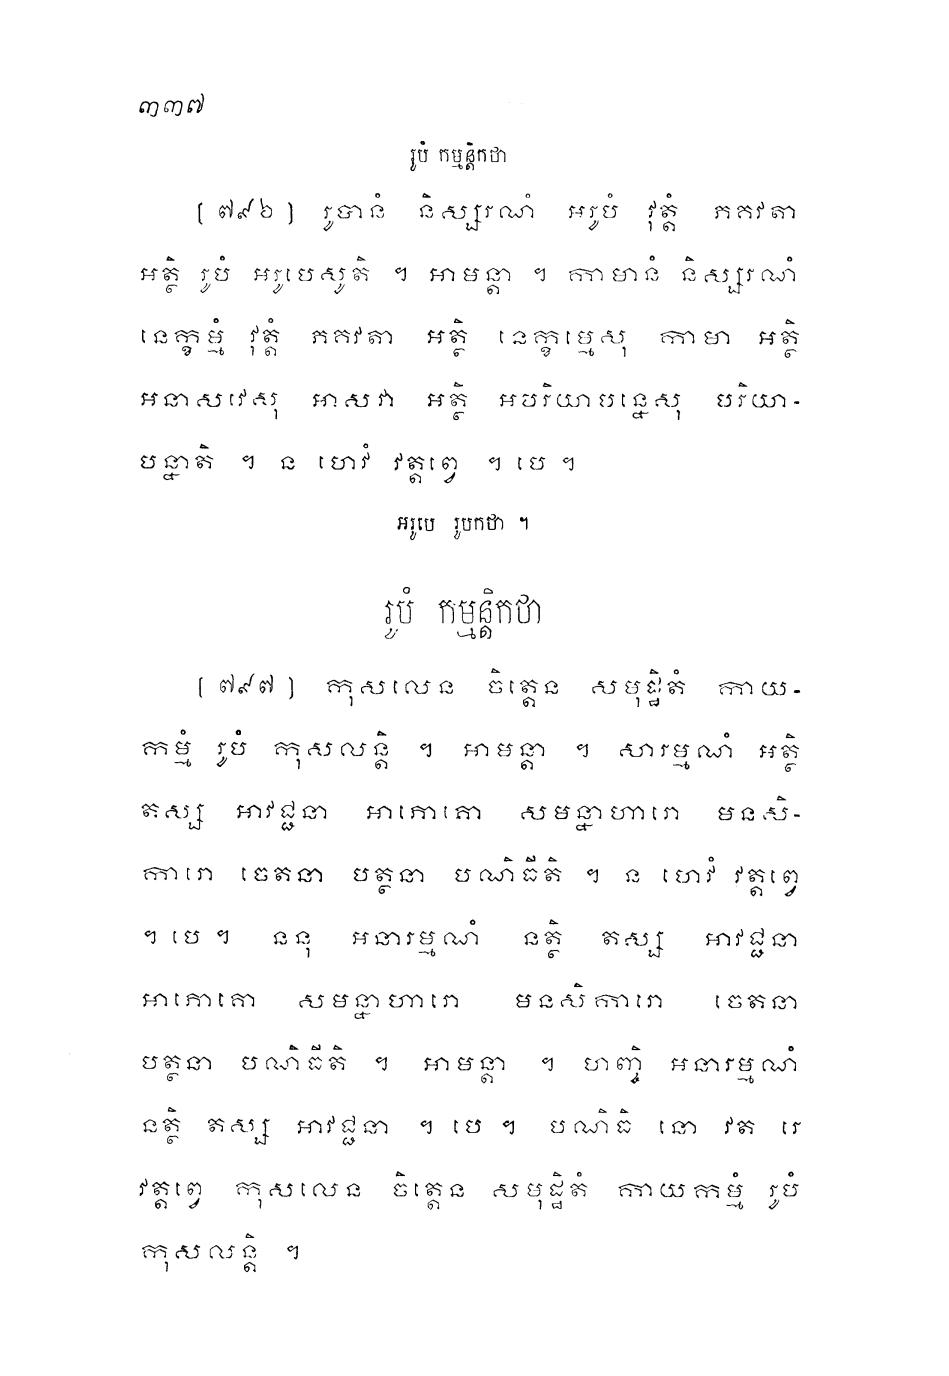 ៣៣៧
រូបំ កម្មន្តិកថា
[ ៧៩៦ ] រូបានំ និស្សរណំ អរូបំ វុត្តំ ភគវតា
អត្ថិ រូបំ អរូបេសូតិ ។ អាមន្តា ។ កាមានំ និស្សរណំ
នេក្ខម្មំ វុត្តំ ភគវតា អត្ថិ នេក្ខម្មេសុ កាមា អត្ថិ
អនាសវេសុ អាសវា អត្ថិ អបរិយាបន្នេសុ បរិយា-
បន្នាតិ ។ ន ហេវំ វត្តព្វេ ។ បេ ។
អរូបេ រូបកថា ។
រូបំ កម្មន្តិកថា
[ ៧៩៧ ] កុសលេន ចិត្តេន សមុដ្ឋិតំ កាយ-
កម្មំ រូបំ កុសលន្តិ ។ អាមន្តា ។ សារម្មណំ អត្ថិ
តស្ស អាវជ្ជនា អាភោគោ សមន្នាហារោ មនសិ-
ការោ ចេតនា បត្ថនា បណិធីតិ ។ ន ហេវំ វត្តព្វេ
។ បេ ។ ននុ អនារម្មណំ នត្ថិ តស្ស អាវជ្ជនា
អាភោគោ សមន្នាហារោ មនសិការោ ចេតនា
បត្ថនា បណិធីតិ ។ អាមន្តា ។ ហញ្ចិ អនារម្មណំ
នត្ថិ តស្ស អាវជ្ជនា ។ បេ ។ បណិធិ នោ វត រេ
វត្តព្វេ កុសលេន ចិត្តេន សមុដ្ឋិតំ កាយកម្មំ រូបំ
កុសលន្តិ ។